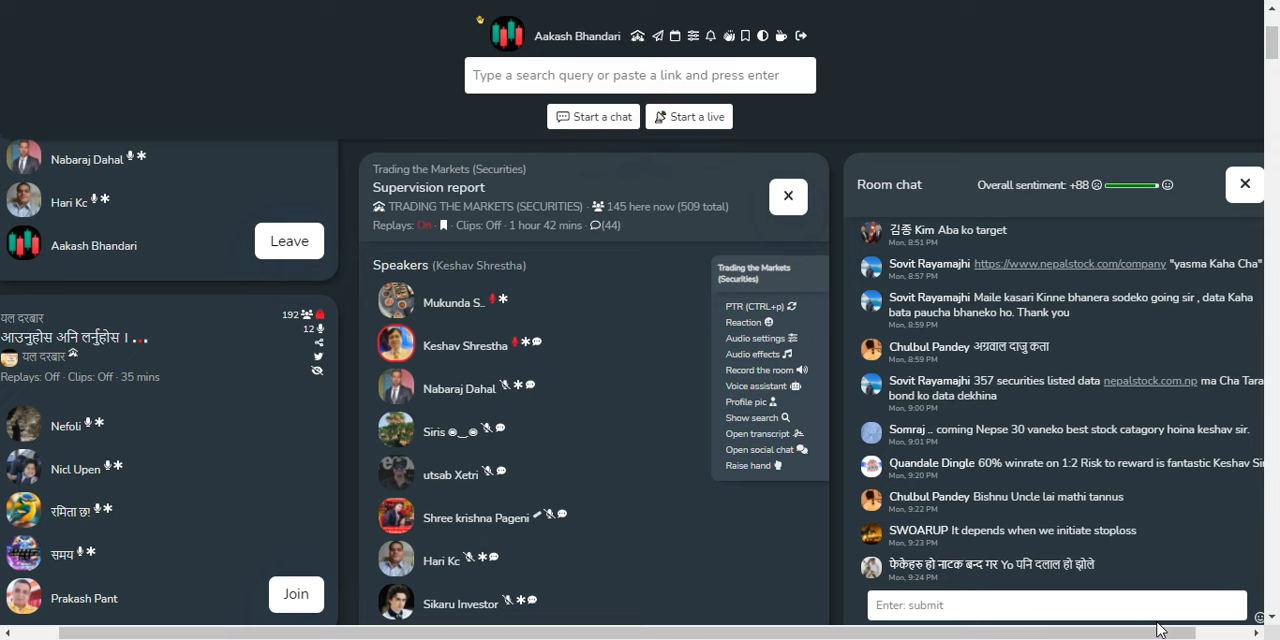 Aakash Bhandari
Type a search query or paste a link and press enter
Start a chat
Start a live
Nabaraj Dahal
Hari Kc
Aakash Bhandari
Leave
यल दरबार
192
12
आउनुहोस अनि लर्नुहोस ।
यल दरबार
Replays: Off · Clips: Off · 35 mins
Nefoli
Nicl Upen
रमिता छ!
समय
Prakash Pant
Join
Trading the Markets (Securities)
Supervision report
TRADING THE MARKETS (SECURITIES) · 145 here now (509 total)
Replays: On · Clips: Off · 1 hour 42 mins · (44)
Speakers (Keshav Shrestha)
Mukunda S..
Keshav Shrestha
Nabaraj Dahal
Siris ◉‿◉
utsab Xetri
Shree krishna Pageni
Hari Kc
Sikaru Investor
Trading the Markets
(Securities)
PTR (CTRL+p)
Reaction
Audio settings
Audio effects
Record the room
Voice assistant
Profile pic
Show search
Open transcript
Open social chat
Raise hand
Room chat
Overall sentiment: +88
김종 Kim Aba ko target
Mon, 8:51 PM
Sovit Rayamajhi https://www.nepalstock.com/company "yasma Kaha Cha"
Mon, 8:57 PM
Sovit Rayamajhi Maile kasari Kinne bhanera sodeko going sir , data Kaha
bata paucha bhaneko ho. Thank you
Mon, 8:59 PM
Chulbul Pandey अग्रवाल दाजु कता
Mon, 8:59 PM
Sovit Rayamajhi 357 securities listed data nepalstock.com.np ma Cha Tara
bond ko data dekhina
Mon, 9:00 PM
Somraj .. coming Nepse 30 vaneko best stock catagory hoina keshav sir.
Mon, 9:01 PM
Quandale Dingle 60% winrate on 1:2 Risk to reward is fantastic Keshav Sir
Mon, 9:20 PM
Chulbul Pandey Bishnu Uncle lai mathi tannus
Mon, 9:22 PM
SWOARUP It depends when we initiate stoploss
Mon, 9:23 PM
फेकेहरु हो नाटक बन्द गर Yo पनि दलाल हो झोले
Mon, 9:24 PM
Enter: submit